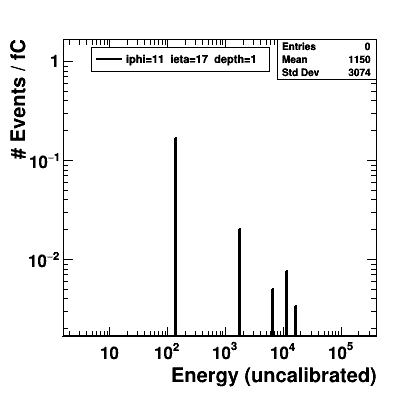 # Events / fC
iphi=11 ieta=17 depth=1
Entries 0
Mean 1150
Std Dev 3074
1
10⁻¹
10⁻²
10 10² 10³ 10⁴ 10⁵
Energy (uncalibrated)